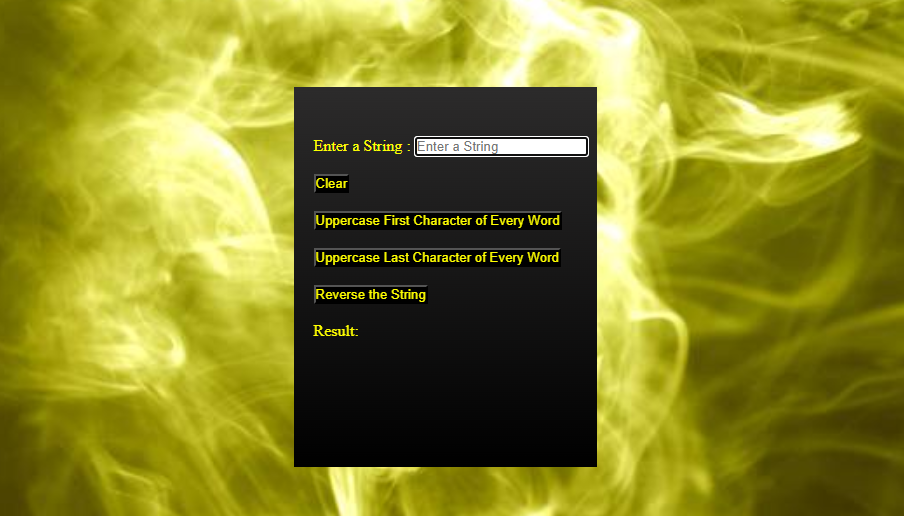 Enter a String : Enter a String
Clear
Uppercase First Character of Every Word
Uppercase Last Character of Every Word
Reverse the String
Result: